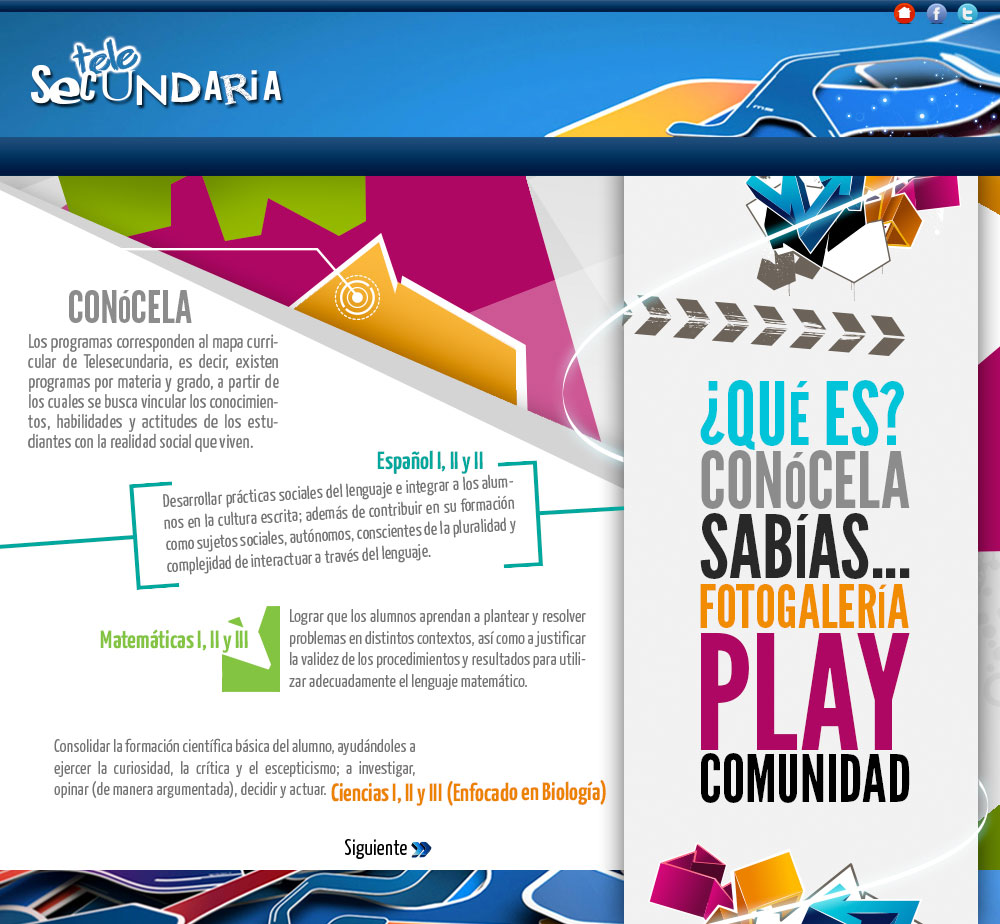 tele
SeCUNDARiA
CONÓCELA
Los programas corresponden al mapa curri-
cular de Telesecundaria, es decir, existen
programas por materia y grado, a partir de
los cuales se busca vincular los conocimien-
tos, habilidades y actitudes de los estu-
diantes con la realidad social que viven.
Español I, II y II
Desarrollar prácticas sociales del lenguaje e integrar a los alum-
nos en la cultura escrita; además de contribuir en su formación
como sujetos sociales, autónomos, conscientes de la pluralidad y
complejidad de interactuar a través del lenguaje.
Matemáticas I, II y III
Lograr que los alumnos aprendan a plantear y resolver
problemas en distintos contextos, así como a justificar
la validez de los procedimientos y resultados para utili-
zar adecuadamente el lenguaje matemático.
Consolidar la formación científica básica del alumno, ayudándoles a
ejercer la curiosidad, la crítica y el escepticismo; a investigar,
opinar (de manera argumentada), decidir y actuar.
Ciencias I, II y III (Enfocado en Biología)
Siguiente
¿QUÉ ES?
CONÓCELA
SABÍAS...
FOTOGALERÍA
PLAY
COMUNIDAD